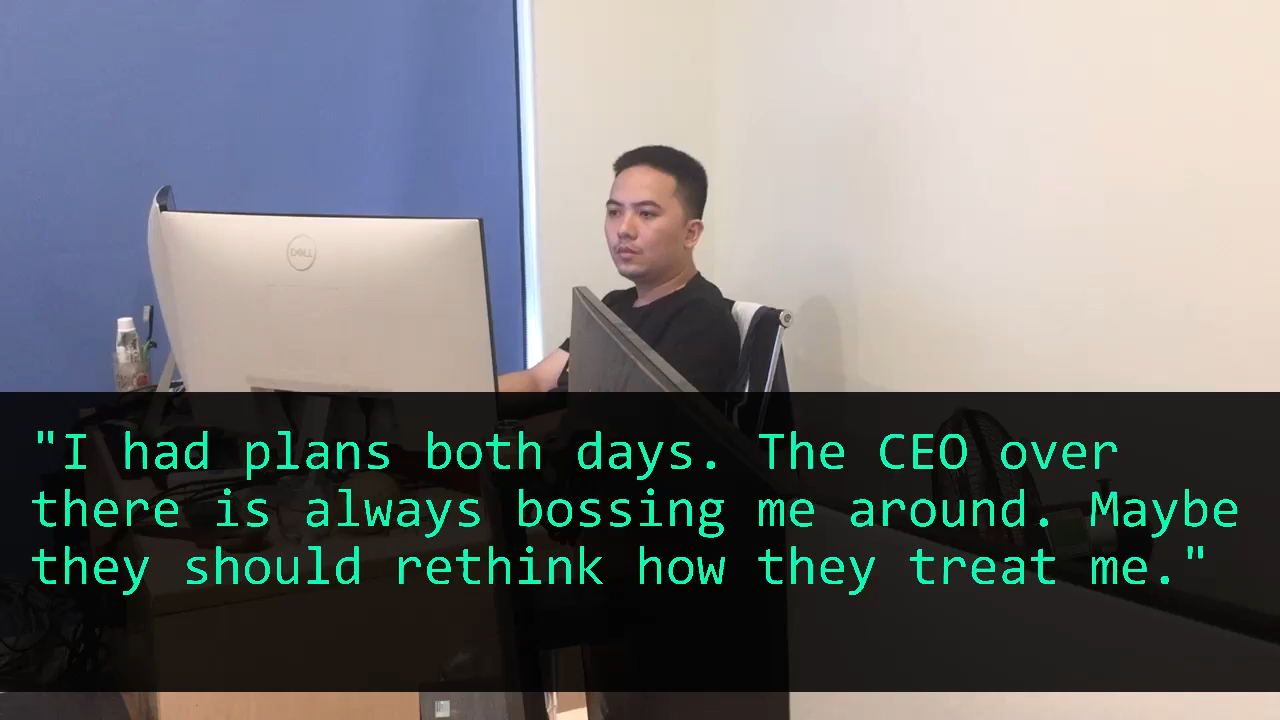 DELL
"I had plans both days. The CEO over
there is always bossing me around. Maybe
they should rethink how they treat me."